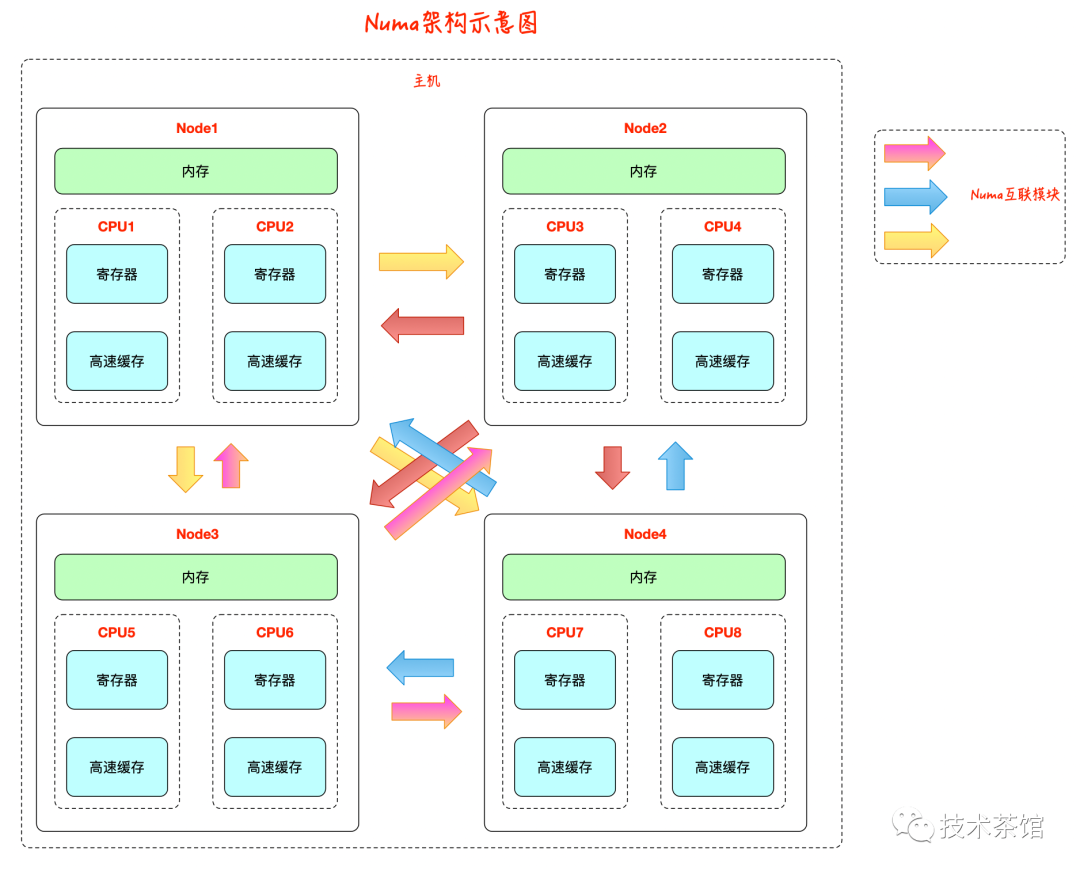 Numa架构示意图
主机
Node1
内存
CPU1
CPU2
寄存器
寄存器
高速缓存
高速缓存
Node2
内存
CPU3
CPU4
寄存器
寄存器
高速缓存
高速缓存
Numa互联模块
Node3
内存
CPU5
CPU6
寄存器
寄存器
高速缓存
高速缓存
Node4
内存
CPU7
CPU8
寄存器
寄存器
高速缓存
高速缓存
技术茶馆